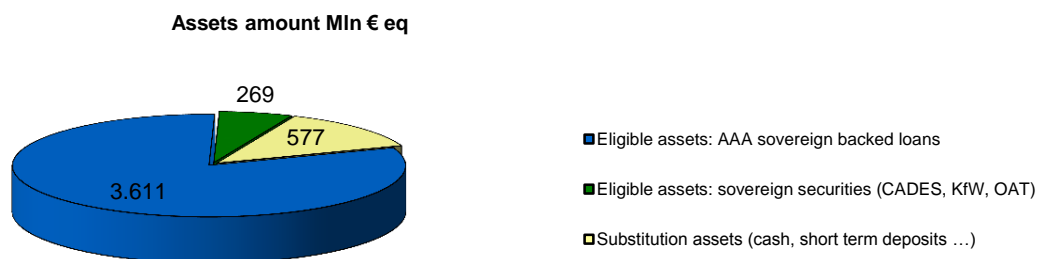 Assets amount Mln € eq
269
577
3.611
Eligible assets: AAA sovereign backed loans
Eligible assets: sovereign securities (CADES, KfW, OAT)
Substitution assets (cash, short term deposits …)